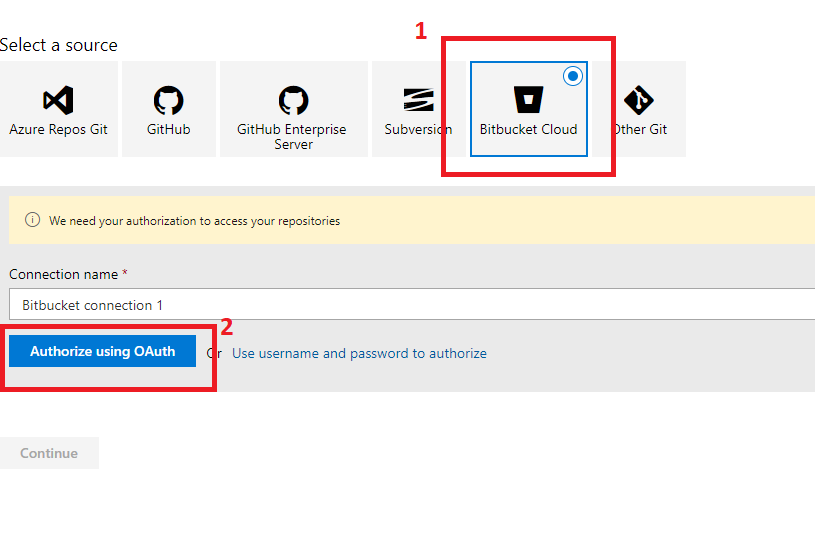 1
Select a source
Azure Repos Git
GitHub
GitHub Enterprise
Server
Subversion
Bitbucket Cloud
Other Git
We need your authorization to access your repositories
Connection name *
Bitbucket connection 1
2
Authorize using OAuth
Or Use username and password to authorize
Continue